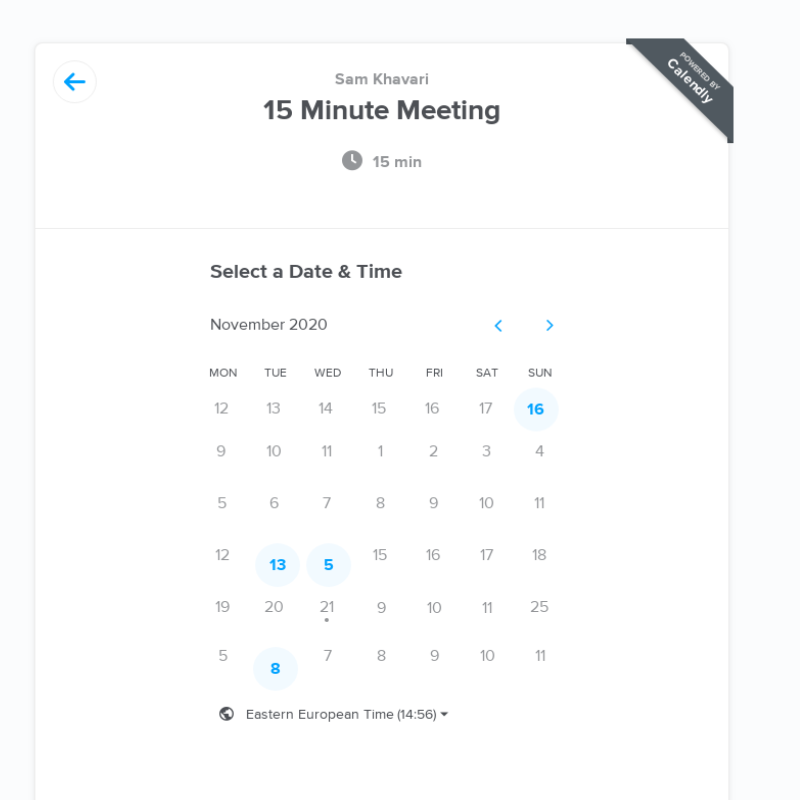 POWERED BY
Calendly
Sam Khavari
15 Minute Meeting
15 min
Select a Date & Time
November 2020
MON TUE WED THU FRI SAT SUN
12 13 14 15 16 17 16
9 10 11 1 2 3 4
5 6 7 8 9 10 11
12 13 5 15 16 17 18
19 20 21 9 10 11 25
5 8 7 8 9 10 11
Eastern European Time (14:56)